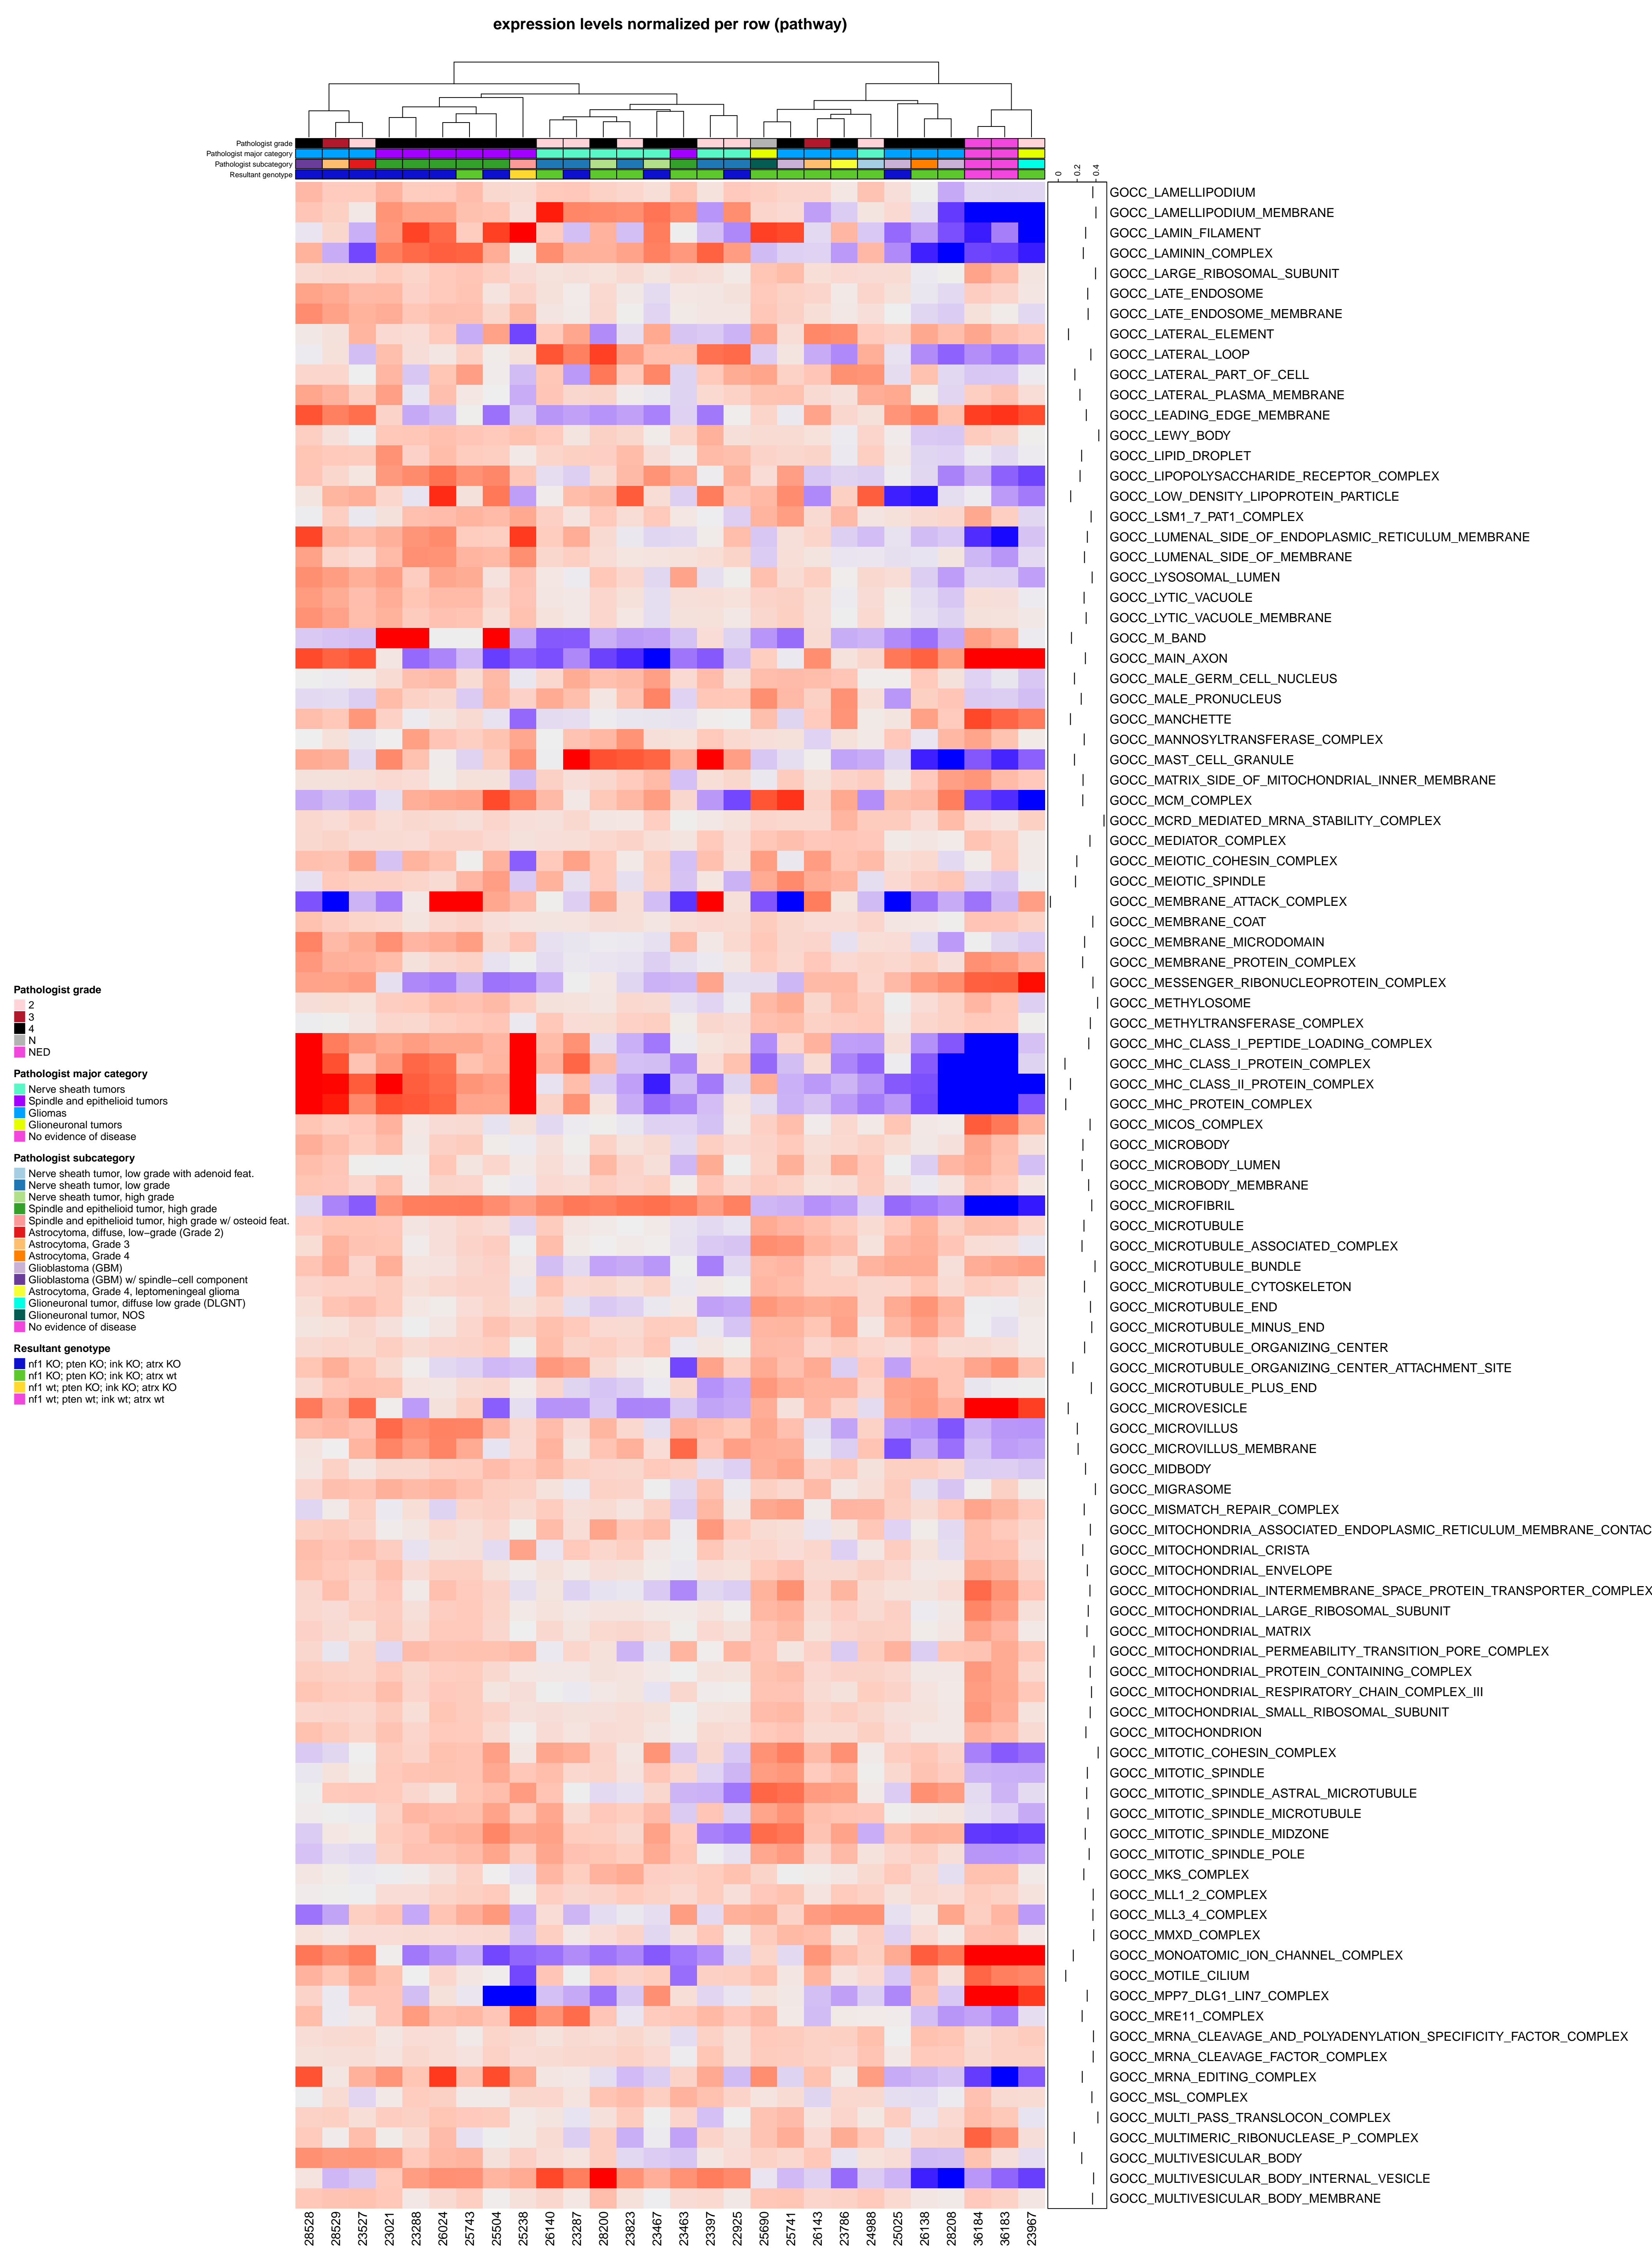 expression levels normalized per row (pathway)
Pathologist grade
Pathologist major category
Pathologist subcategory
Resultant genotype
0
0.2
0.4
GOCC_LAMELLIPODIUM
GOCC_LAMELLIPODIUM_MEMBRANE
GOCC_LAMIN_FILAMENT
GOCC_LAMININ_COMPLEX
GOCC_LARGE_RIBOSOMAL_SUBUNIT
GOCC_LATE_ENDOSOME
GOCC_LATE_ENDOSOME_MEMBRANE
GOCC_LATERAL_ELEMENT
GOCC_LATERAL_LOOP
GOCC_LATERAL_PART_OF_CELL
GOCC_LATERAL_PLASMA_MEMBRANE
GOCC_LEADING_EDGE_MEMBRANE
GOCC_LEWY_BODY
GOCC_LIPID_DROPLET
GOCC_LIPOPOLYSACCHARIDE_RECEPTOR_COMPLEX
GOCC_LOW_DENSITY_LIPOPROTEIN_PARTICLE
GOCC_LSM1_7_PAT1_COMPLEX
GOCC_LUMENAL_SIDE_OF_ENDOPLASMIC_RETICULUM_MEMBRANE
GOCC_LUMENAL_SIDE_OF_MEMBRANE
GOCC_LYSOSOMAL_LUMEN
GOCC_LYTIC_VACUOLE
GOCC_LYTIC_VACUOLE_MEMBRANE
GOCC_M_BAND
GOCC_MAIN_AXON
GOCC_MALE_GERM_CELL_NUCLEUS
GOCC_MALE_PRONUCLEUS
GOCC_MANCHETTE
GOCC_MANNOSYLTRANSFERASE_COMPLEX
GOCC_MAST_CELL_GRANULE
GOCC_MATRIX_SIDE_OF_MITOCHONDRIAL_INNER_MEMBRANE
GOCC_MCM_COMPLEX
GOCC_MCRD_MEDIATED_MRNA_STABILITY_COMPLEX
GOCC_MEDIATOR_COMPLEX
GOCC_MEIOTIC_COHESIN_COMPLEX
GOCC_MEIOTIC_SPINDLE
GOCC_MEMBRANE_ATTACK_COMPLEX
GOCC_MEMBRANE_COAT
GOCC_MEMBRANE_MICRODOMAIN
GOCC_MEMBRANE_PROTEIN_COMPLEX
GOCC_MESSENGER_RIBONUCLEOPROTEIN_COMPLEX
GOCC_METHYLOSOME
GOCC_METHYLTRANSFERASE_COMPLEX
GOCC_MHC_CLASS_I_PEPTIDE_LOADING_COMPLEX
GOCC_MHC_CLASS_I_PROTEIN_COMPLEX
GOCC_MHC_CLASS_II_PROTEIN_COMPLEX
GOCC_MHC_PROTEIN_COMPLEX
GOCC_MICOS_COMPLEX
GOCC_MICROBODY
GOCC_MICROBODY_LUMEN
GOCC_MICROBODY_MEMBRANE
GOCC_MICROFIBRIL
GOCC_MICROTUBULE
GOCC_MICROTUBULE_ASSOCIATED_COMPLEX
GOCC_MICROTUBULE_BUNDLE
GOCC_MICROTUBULE_CYTOSKELETON
GOCC_MICROTUBULE_END
GOCC_MICROTUBULE_MINUS_END
GOCC_MICROTUBULE_ORGANIZING_CENTER
GOCC_MICROTUBULE_ORGANIZING_CENTER_ATTACHMENT_SITE
GOCC_MICROTUBULE_PLUS_END
GOCC_MICROVESICLE
GOCC_MICROVILLUS
GOCC_MICROVILLUS_MEMBRANE
GOCC_MIDBODY
GOCC_MIGRASOME
GOCC_MISMATCH_REPAIR_COMPLEX
GOCC_MITOCHONDRIA_ASSOCIATED_ENDOPLASMIC_RETICULUM_MEMBRANE_CONTAC
GOCC_MITOCHONDRIAL_CRISTA
GOCC_MITOCHONDRIAL_ENVELOPE
GOCC_MITOCHONDRIAL_INTERMEMBRANE_SPACE_PROTEIN_TRANSPORTER_COMPLEX
GOCC_MITOCHONDRIAL_LARGE_RIBOSOMAL_SUBUNIT
GOCC_MITOCHONDRIAL_MATRIX
GOCC_MITOCHONDRIAL_PERMEABILITY_TRANSITION_PORE_COMPLEX
GOCC_MITOCHONDRIAL_PROTEIN_CONTAINING_COMPLEX
GOCC_MITOCHONDRIAL_RESPIRATORY_CHAIN_COMPLEX_III
GOCC_MITOCHONDRIAL_SMALL_RIBOSOMAL_SUBUNIT
GOCC_MITOCHONDRION
GOCC_MITOTIC_COHESIN_COMPLEX
GOCC_MITOTIC_SPINDLE
GOCC_MITOTIC_SPINDLE_ASTRAL_MICROTUBULE
GOCC_MITOTIC_SPINDLE_MICROTUBULE
GOCC_MITOTIC_SPINDLE_MIDZONE
GOCC_MITOTIC_SPINDLE_POLE
GOCC_MKS_COMPLEX
GOCC_MLL1_2_COMPLEX
GOCC_MLL3_4_COMPLEX
GOCC_MMXD_COMPLEX
GOCC_MONOATOMIC_ION_CHANNEL_COMPLEX
GOCC_MOTILE_CILIUM
GOCC_MPP7_DLG1_LIN7_COMPLEX
GOCC_MRE11_COMPLEX
GOCC_MRNA_CLEAVAGE_AND_POLYADENYLATION_SPECIFICITY_FACTOR_COMPLEX
GOCC_MRNA_CLEAVAGE_FACTOR_COMPLEX
GOCC_MRNA_EDITING_COMPLEX
GOCC_MSL_COMPLEX
GOCC_MULTI_PASS_TRANSLOCON_COMPLEX
GOCC_MULTIMERIC_RIBONUCLEASE_P_COMPLEX
GOCC_MULTIVESICULAR_BODY
GOCC_MULTIVESICULAR_BODY_INTERNAL_VESICLE
GOCC_MULTIVESICULAR_BODY_MEMBRANE
Pathologist grade
2
3
4
N
NED
Pathologist major category
Nerve sheath tumors
Spindle and epithelioid tumors
Gliomas
Glioneuronal tumors
No evidence of disease
Pathologist subcategory
Nerve sheath tumor, low grade with adenoid feat.
Nerve sheath tumor, low grade
Nerve sheath tumor, high grade
Spindle and epithelioid tumor, high grade
Spindle and epithelioid tumor, high grade w/ osteoid feat.
Astrocytoma, diffuse, low−grade (Grade 2)
Astrocytoma, Grade 3
Astrocytoma, Grade 4
Glioblastoma (GBM)
Glioblastoma (GBM) w/ spindle−cell component
Astrocytoma, Grade 4, leptomeningeal glioma
Glioneuronal tumor, diffuse low grade (DLGNT)
Glioneuronal tumor, NOS
No evidence of disease
Resultant genotype
nf1 KO; pten KO; ink KO; atrx KO
nf1 KO; pten KO; ink KO; atrx wt
nf1 wt; pten KO; ink KO; atrx KO
nf1 wt; pten wt; ink wt; atrx wt
28528
28529
23527
23021
23288
26024
25743
25504
25238
26140
23287
28200
23823
23467
23463
23397
22925
25690
25741
26143
23786
24988
25025
26138
28208
36184
36183
23967